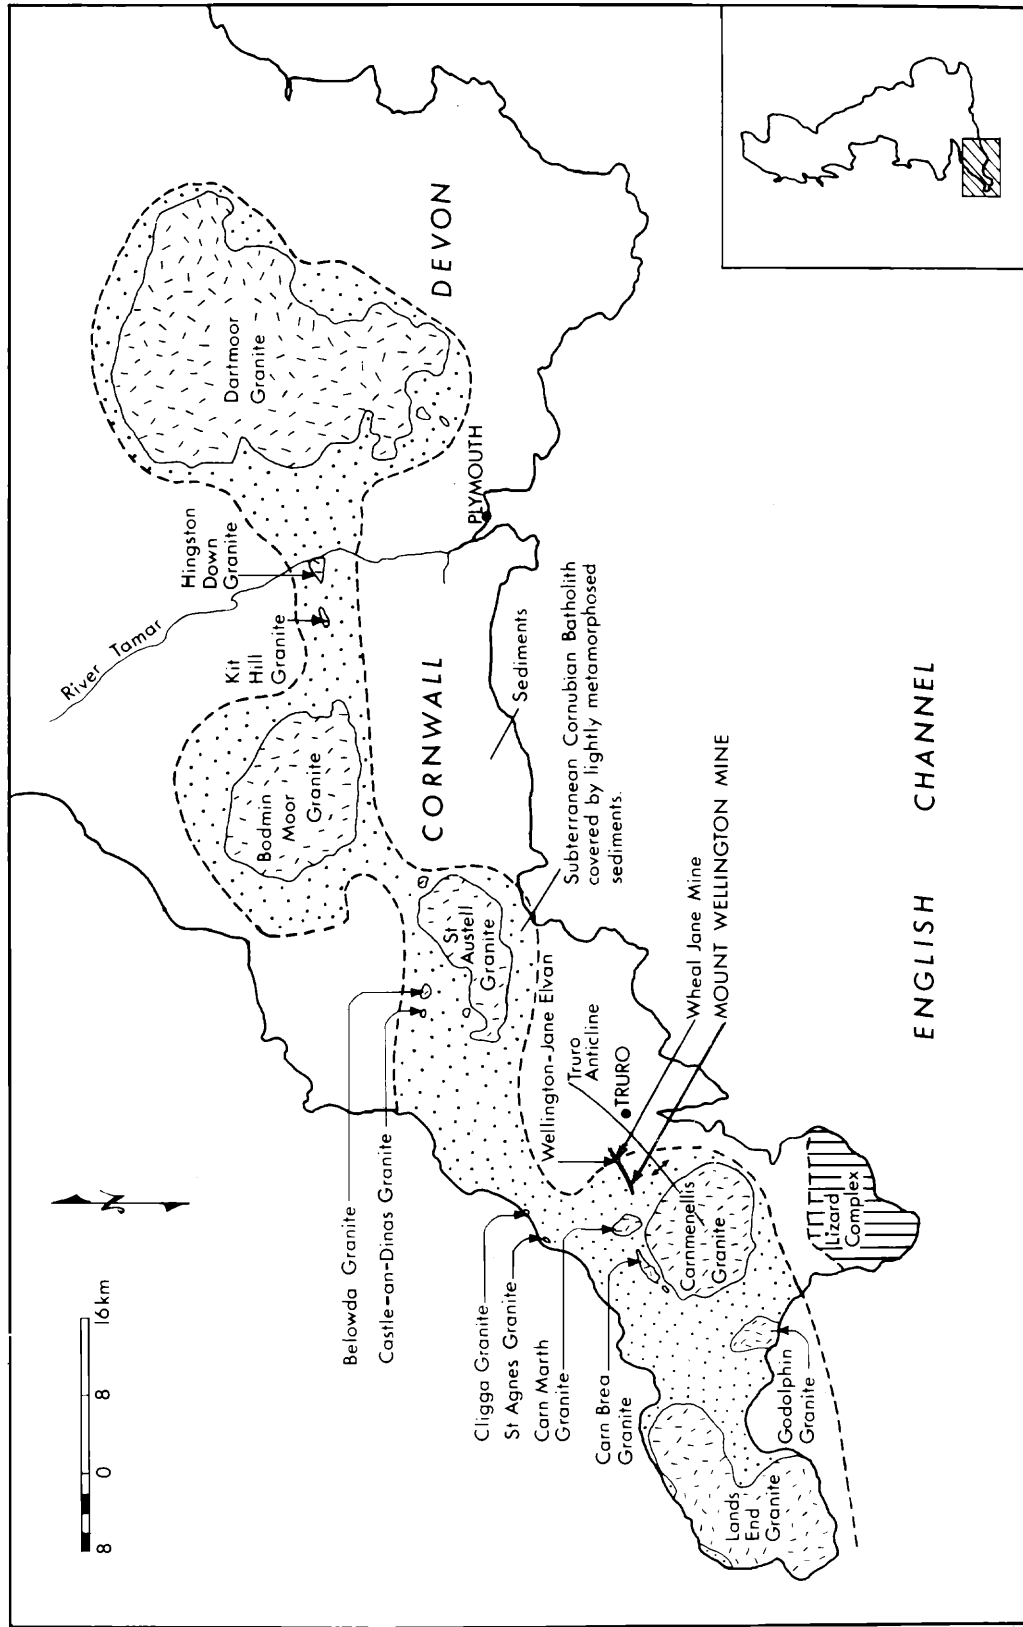 8 0 8 16km
N
River Tamar
Hingston
Down
Granite
Kit
Hill
Granite
Dartmoor
Granite
DEVON
PLYMOUTH
Bodmin
Moor
Granite
CORNWALL
Sediments
Subterranean Cornubian Batholith
covered by lightly metamorphosed
sediments.
St
Austell
Granite
Belowda Granite
Castle-an-Dinas Granite
Cligga Granite
St Agnes Granite
Carn Marth
Granite
Carn Brea
Granite
Wellington-Jane Elvan
Truro
Anticline
TRURO
Wheal Jane Mine
MOUNT WELLINGTON MINE
Carnmenellis
Granite
Godolphin
Granite
Lands
End
Granite
Lizard
Complex
ENGLISH CHANNEL